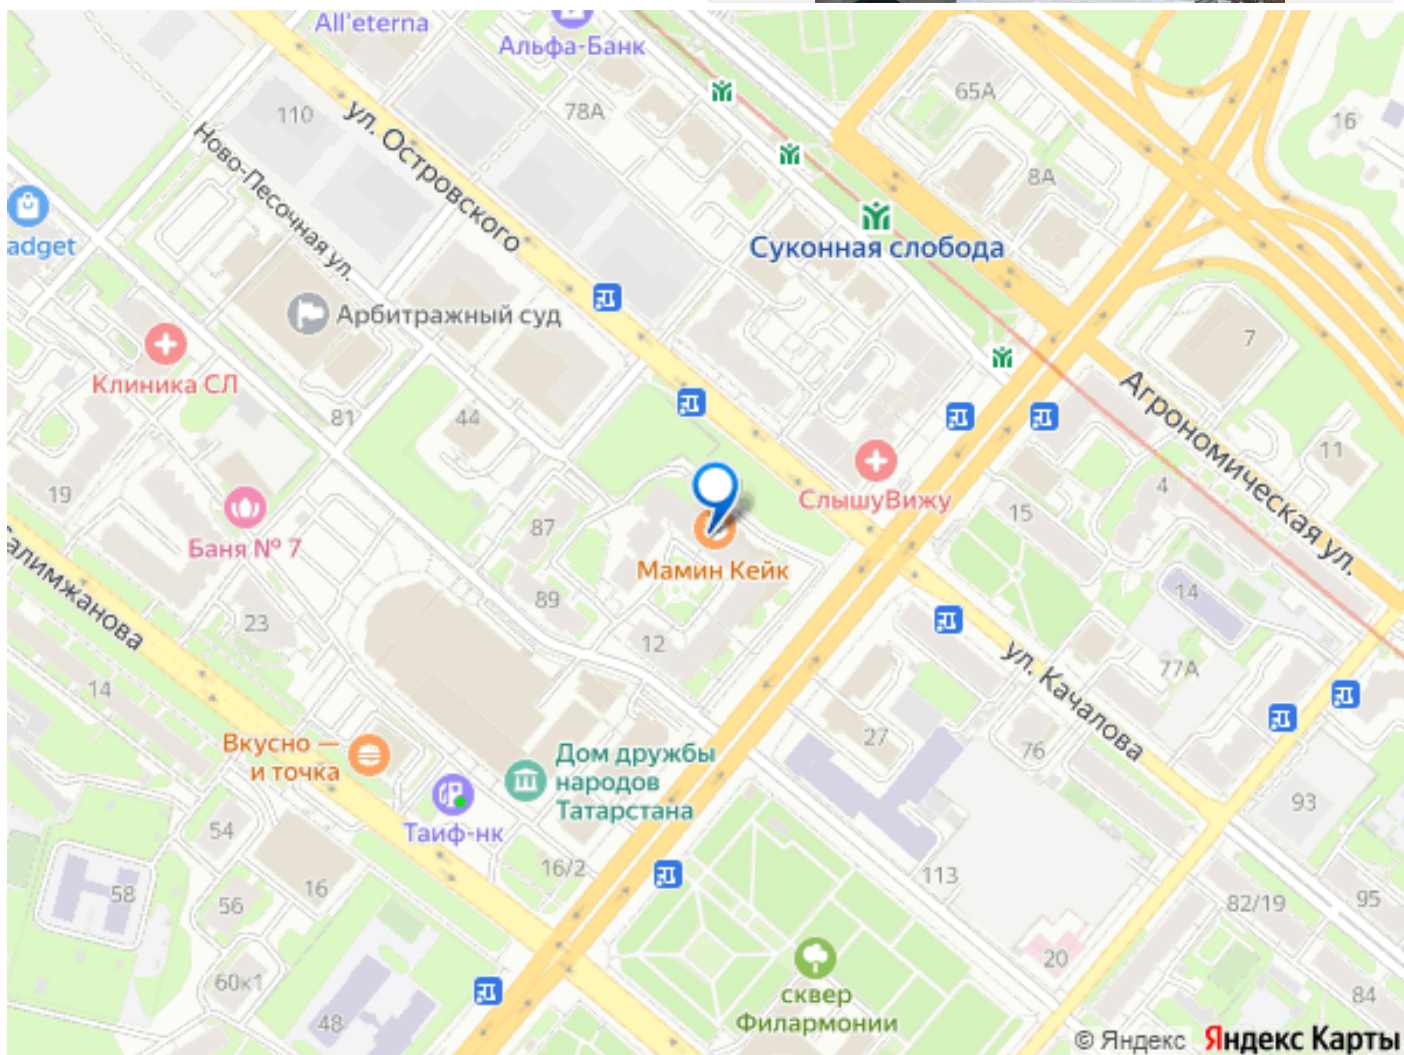 All'eterna
Альфа-Банк
65А
78А
110
16
ул. Островского
Ново-Песочная ул.
8А
adget
Суконная слобода
Арбитражный суд
7
Клиника СЛ
81
44
Агрономическая ул.
11
19
СлышуВижу
4
15
87
Баня № 7
Мамин Кейк
алимжанова
14
89
23
12
ул. Качалова
77А
14
Вкусно —
и точка
Дом дружбы
народов
Татарстана
27
76
93
Таиф-нк
54
16/2
113
58
16
56
82/19
95
20
60к1
сквер
Филармонии
84
48
© Яндекс Яндекс Карты